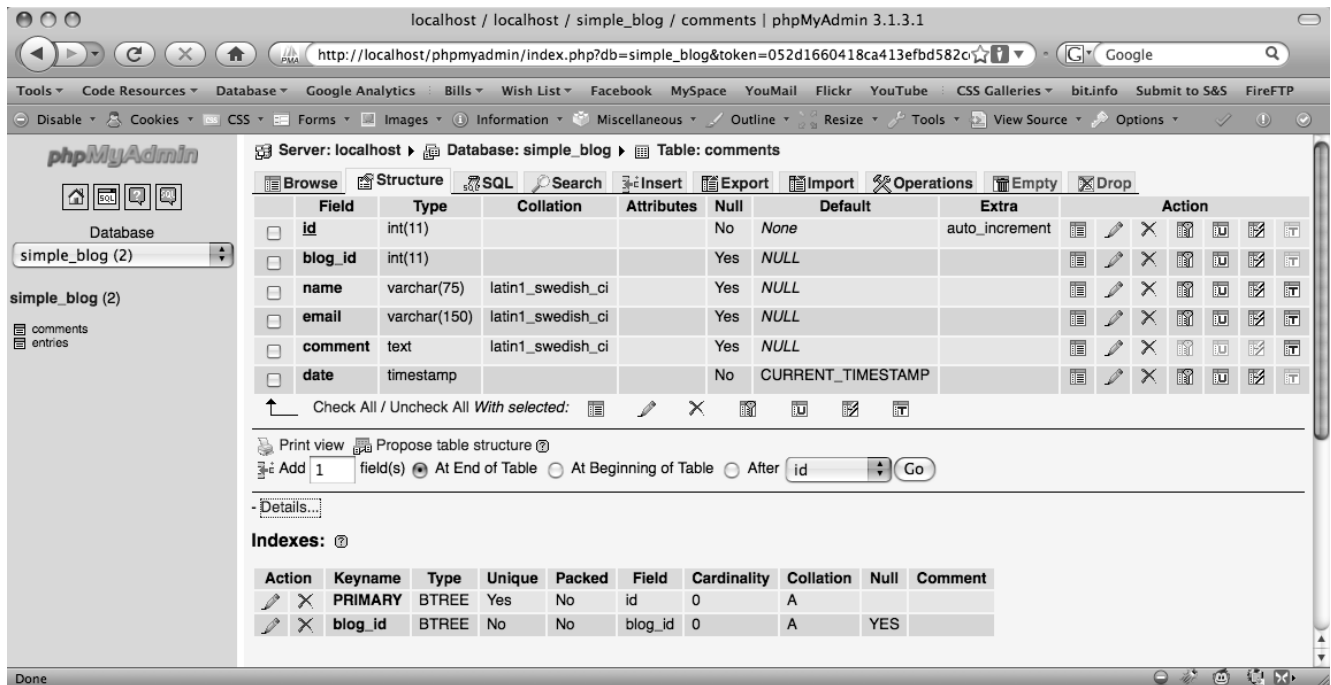 localhost / localhost / simple_blog / comments | phpMyAdmin 3.1.3.1
PMA http://localhost/phpmyadmin/index.php?db=simple_blog&token=052d1660418ca413efbd582c G Google
Tools Code Resources Database Google Analytics Bills Wish List Facebook MySpace YouMail Flickr YouTube CSS Galleries bit.info Submit to S&S FireFTP
Disable Cookies CSS Forms Images Information Miscellaneous Outline Resize Tools View Source Options
phpMyAdmin
SQL
Database
simple_blog (2)
simple_blog (2)
comments
entries
Server: localhost Database: simple_blog Table: comments
Browse Structure SQL Search Insert Export Import Operations Empty Drop
Field Type Collation Attributes Null Default Extra Action
id int(11) No None auto_increment
blog_id int(11) Yes NULL
name varchar(75) latin1_swedish_ci Yes NULL
email varchar(150) latin1_swedish_ci Yes NULL
comment text latin1_swedish_ci Yes NULL
date timestamp No CURRENT_TIMESTAMP
Check All / Uncheck All With selected:
Print view Propose table structure
Add 1 field(s) At End of Table At Beginning of Table After id Go
- Details...
Indexes:
Action Keyname Type Unique Packed Field Cardinality Collation Null Comment
PRIMARY BTREE Yes No id 0 A
blog_id BTREE No No blog_id 0 A YES
Done